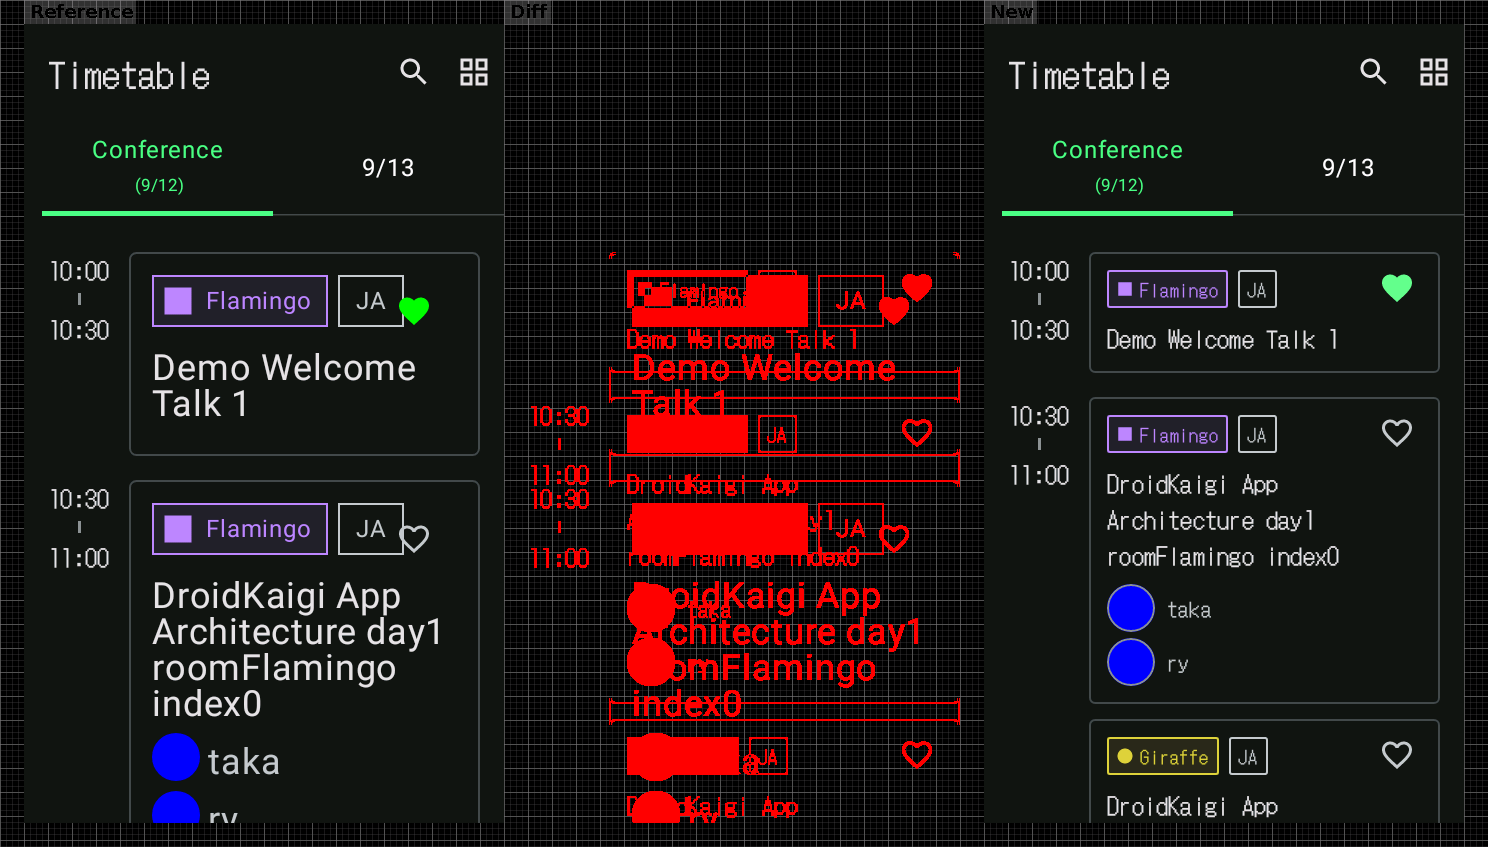 Reference
Timetable
Conference
(9/12)
9/13
10:00
10:30
Flamingo
JA
Demo Welcome
Talk 1
10:30
11:00
Flamingo
JA
DroidKaigi App
Architecture day1
roomFlamingo
index0
taka
ry
Diff
Flamingo
JA
Demo Welcome Talk 1
Demo Welcome
Talk 1
10:30
11:00
JA
DroidKaigi App
10:30
11:00
JA
roomFlamingo index0
DroidKaigi App
taka
Architecture day1
ry
roomFlamingo
index0
JA
DroidKaigi App
ry
New
Timetable
Conference
(9/12)
9/13
10:00
10:30
Flamingo
JA
Demo Welcome Talk 1
10:30
11:00
Flamingo
JA
DroidKaigi App
Architecture day1
roomFlamingo index0
taka
ry
Giraffe
JA
DroidKaigi App